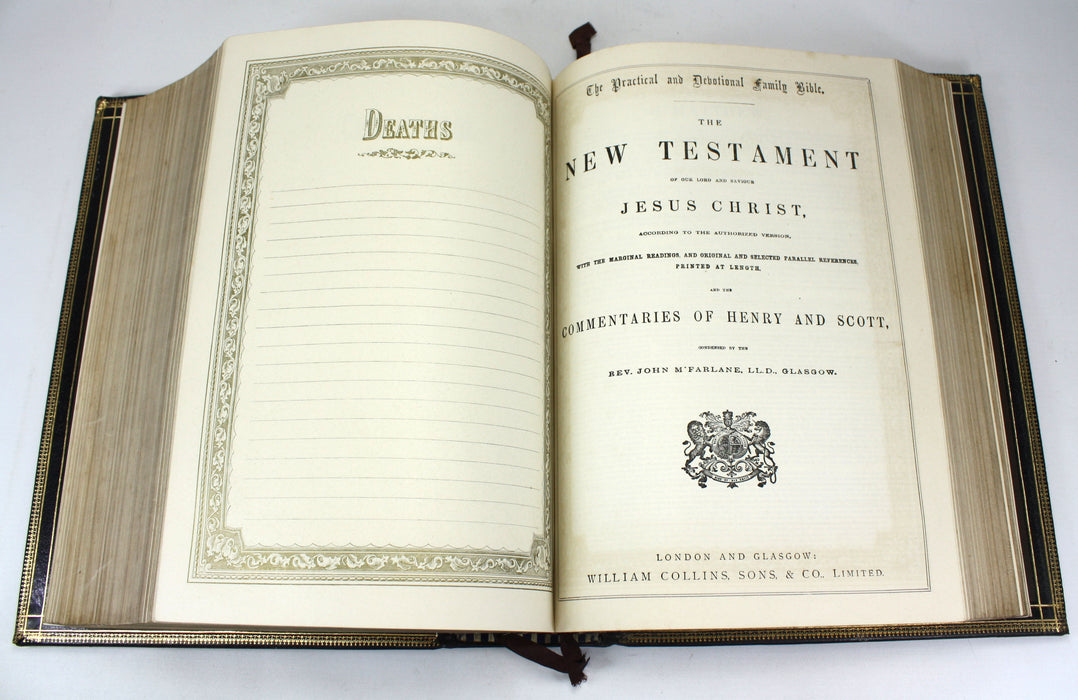 DEATHS
The Practical and Devotional Family Bible.
THE
NEW TESTAMENT
OF OUR LORD AND SAVIOUR
JESUS CHRIST,
ACCORDING TO THE AUTHORIZED VERSION,
WITH THE MARGINAL READINGS, AND ORIGINAL AND SELECTED PARALLEL REFERENCES,
PRINTED AT LENGTH,
AND THE
COMMENTARIES OF HENRY AND SCOTT,
CONDENSED BY THE
REV. JOHN M'FARLANE, LL.D., GLASGOW.
LONDON AND GLASGOW:
WILLIAM COLLINS, SONS, & CO., LIMITED.